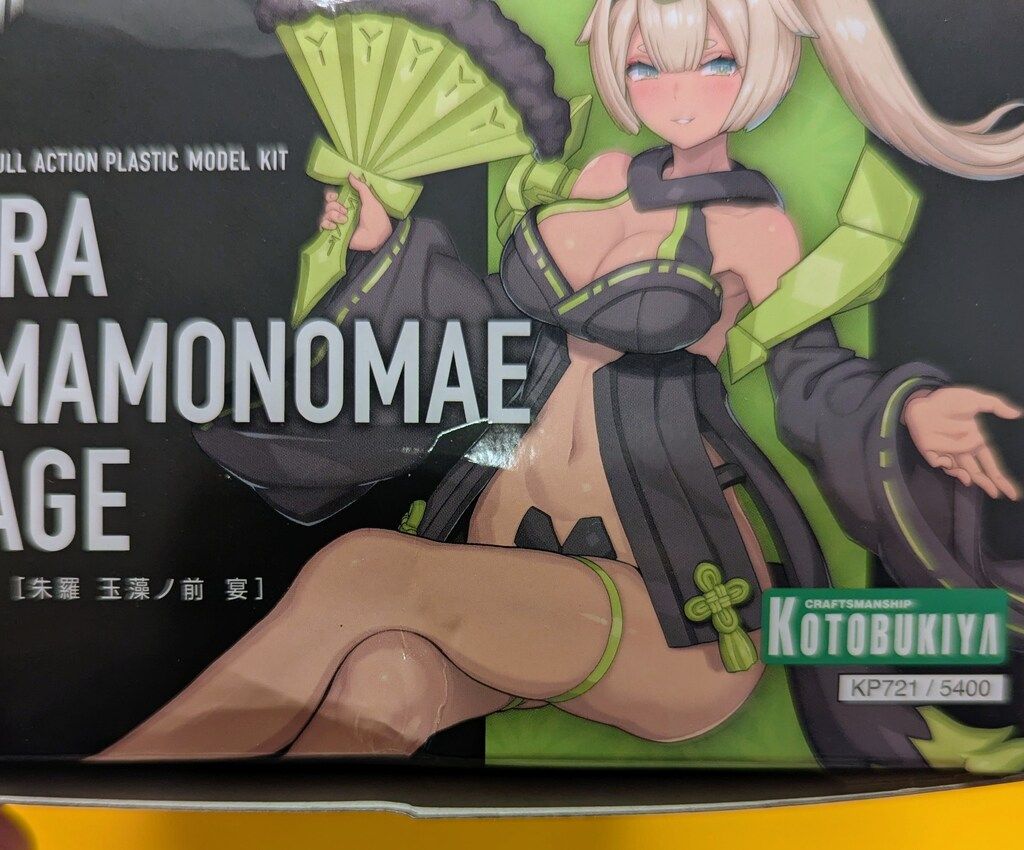 ULL ACTION PLASTIC MODEL KIT
RA
MAMONOMAE
AGE
[朱羅 玉藻ノ前 宴]
CRAFTSMANSHIP
KOTOBUKIYA
KP721 / 5400